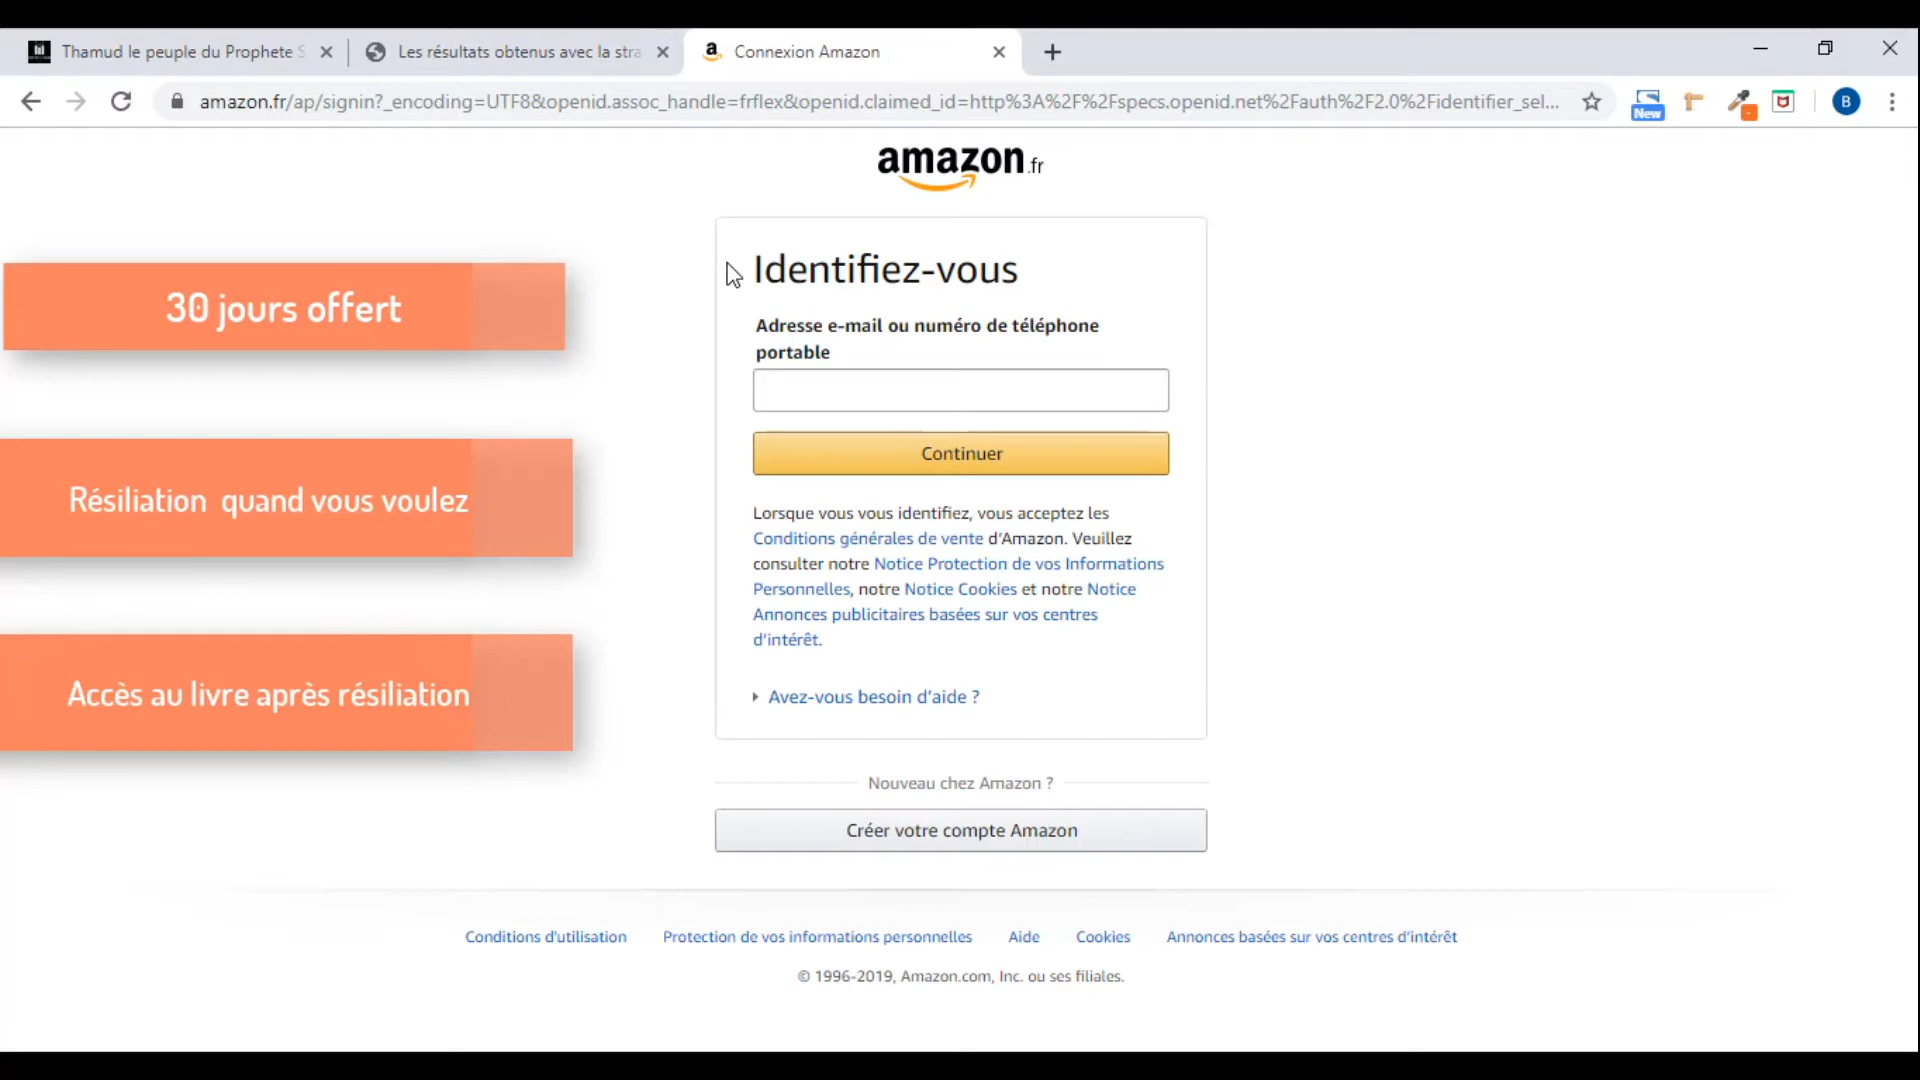 Thamud le peuple du Prophete S
Les résultats obtenus avec la stra
Connexion Amazon
amazon.fr/ap/signin?_encoding=UTF8&openid.assoc_handle=frflex&openid.claimed_id=http%3A%2F%2Fspecs.openid.net%2Fauth%2F2.0%2Fidentifier_sel...
New
B
amazon.fr
30 jours offert
Résiliation quand vous voulez
Accès au livre après résiliation
Identifiez-vous
Adresse e-mail ou numéro de téléphone
portable
Continuer
Lorsque vous vous identifiez, vous acceptez les
Conditions générales de vente d'Amazon. Veuillez
consulter notre Notice Protection de vos Informations
Personnelles, notre Notice Cookies et notre Notice
Annonces publicitaires basées sur vos centres
d'intérêt.
Avez-vous besoin d'aide ?
Nouveau chez Amazon ?
Créer votre compte Amazon
Conditions d'utilisation
Protection de vos informations personnelles
Aide
Cookies
Annonces basées sur vos centres d'intérêt
© 1996-2019, Amazon.com, Inc. ou ses filiales.